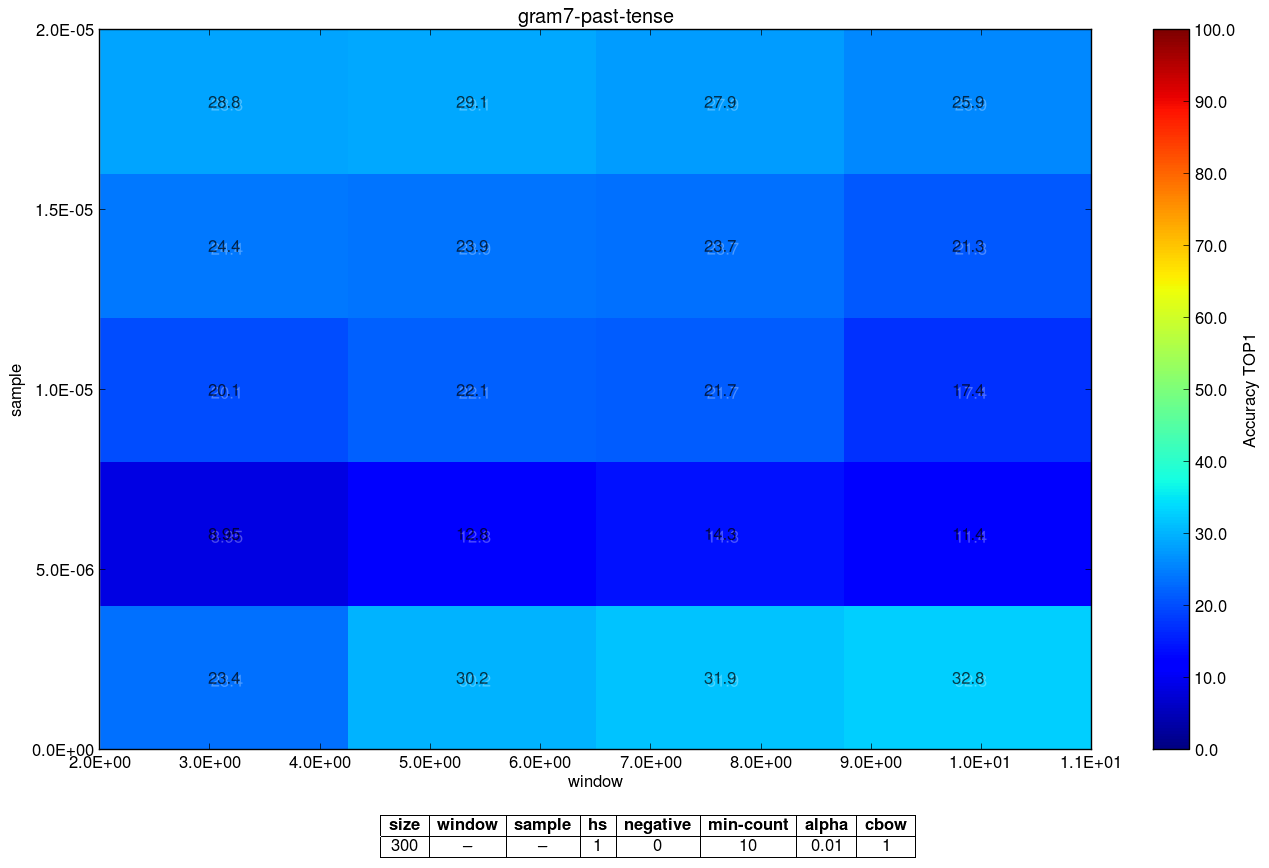 gram7-past-tense
2.0E-05
28.8 29.1 27.9 25.9
1.5E-05
24.4 23.9 23.7 21.3
1.0E-05
20.1 22.1 21.7 17.4
5.0E-06
8.95 12.8 14.3 11.4
0.0E+00
23.4 30.2 31.9 32.8
sample
2.0E+00 3.0E+00 4.0E+00 5.0E+00 6.0E+00 7.0E+00 8.0E+00 9.0E+00 1.0E+01 1.1E+01
window
100.0
90.0
80.0
70.0
60.0
50.0
40.0
30.0
20.0
10.0
0.0
Accuracy TOP1
size window sample hs negative min-count alpha cbow
300 – – 1 0 10 0.01 1